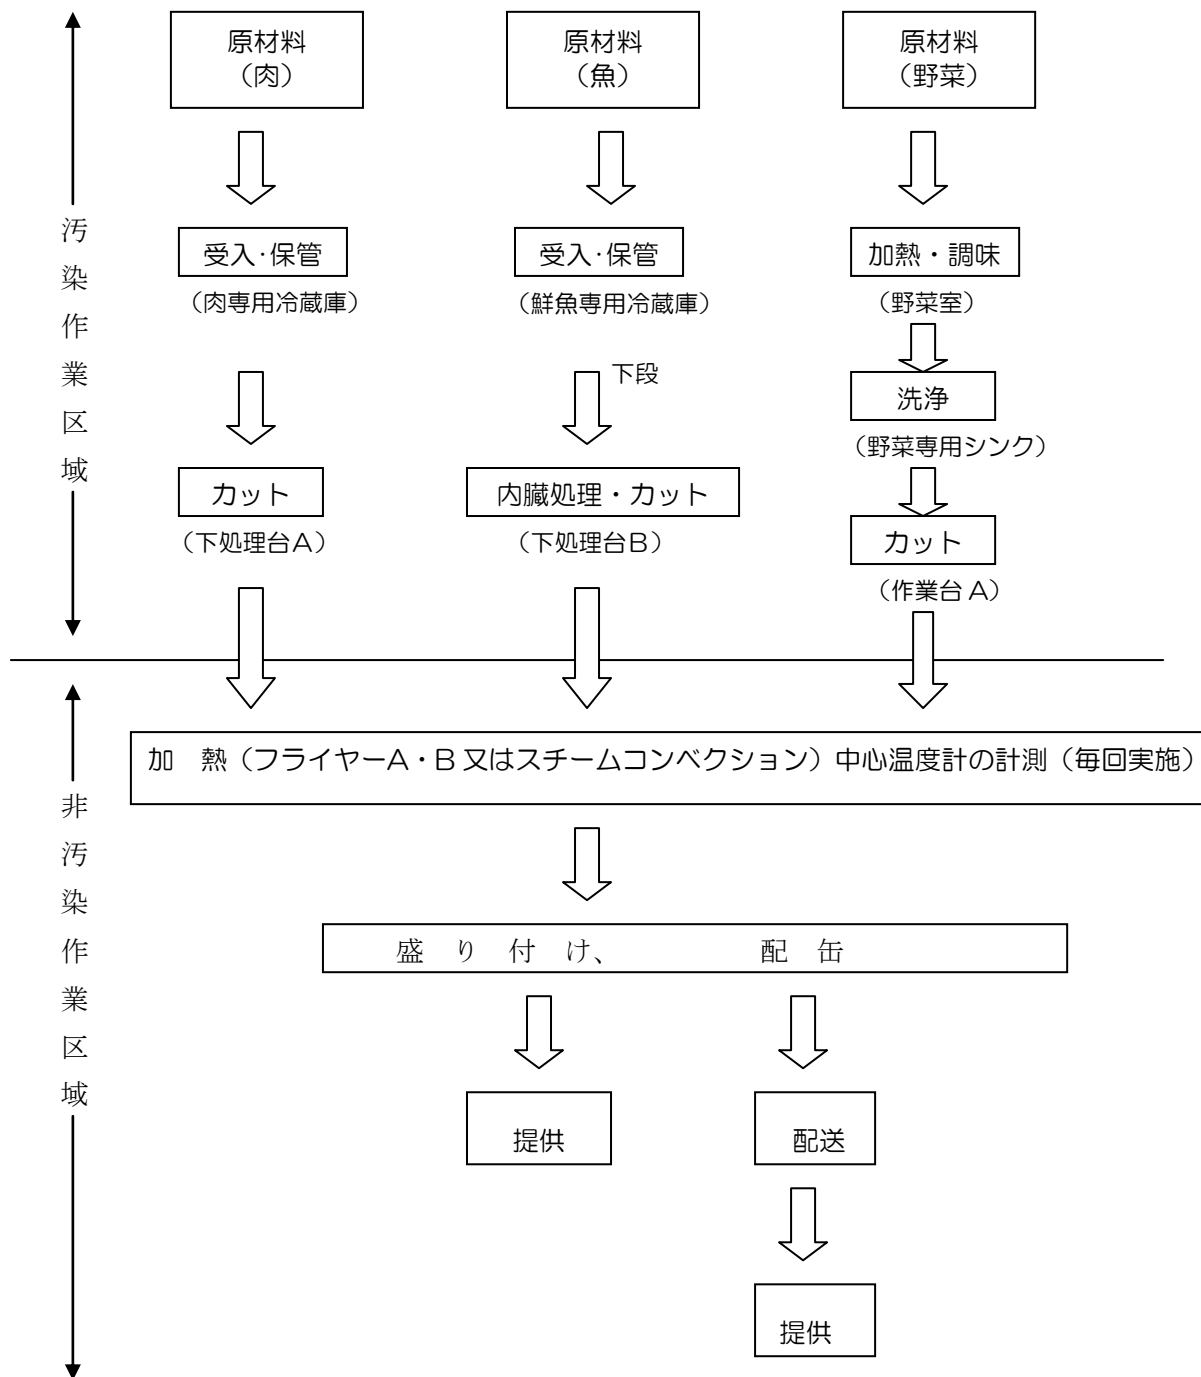 原材料
（肉）
原材料
（魚）
原材料
（野菜）
汚染作業区域
受入・保管
（肉専用冷蔵庫）
受入・保管
（鮮魚専用冷蔵庫）
加熱・調味
（野菜室）
下段
洗浄
（野菜専用シンク）
カット
（下処理台A）
内臓処理・カット
（下処理台B）
カット
（作業台A）
非汚染作業区域
加　熱（フライヤーA・B又はスチームコンベクション）中心温度計の計測（毎回実施）
盛　り　付　け、　　　　　配　缶
提供
配送
提供